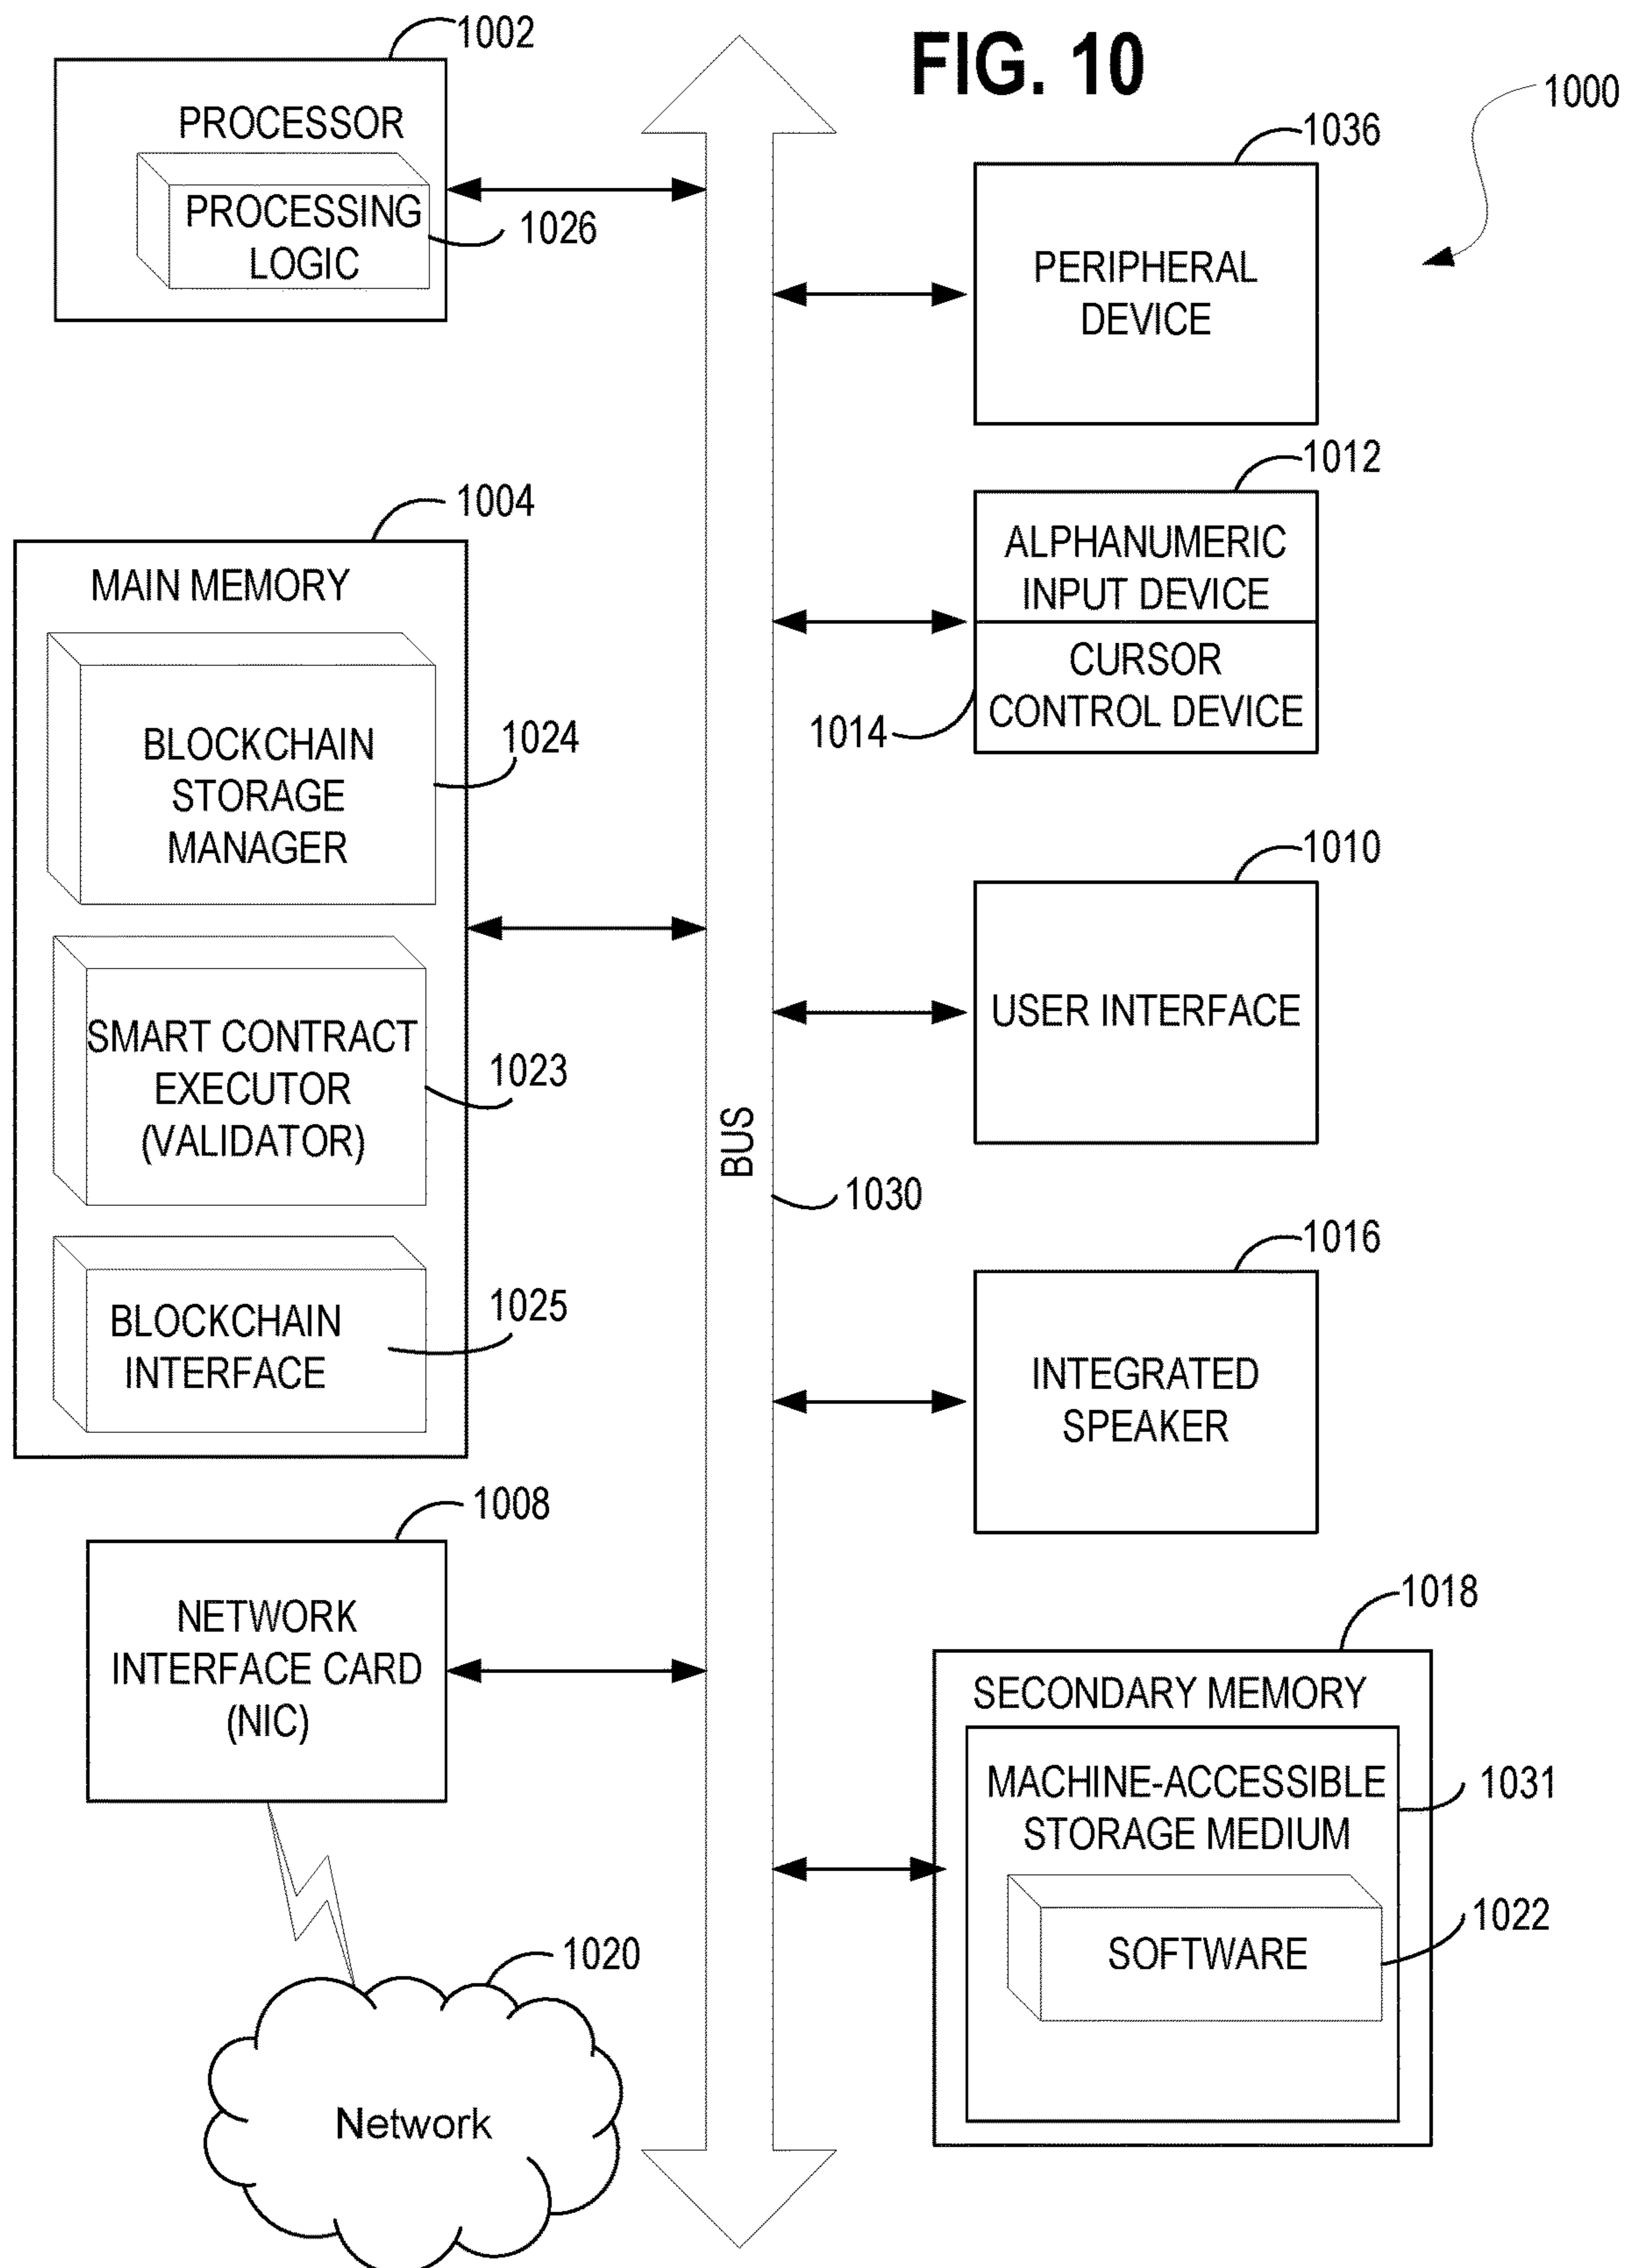 FIG. 10
1000
1002
PROCESSOR
PROCESSING
LOGIC
1026
1004
MAIN MEMORY
BLOCKCHAIN
STORAGE
MANAGER
1024
SMART CONTRACT
EXECUTOR
(VALIDATOR)
1023
BLOCKCHAIN
INTERFACE
1025
1008
NETWORK
INTERFACE CARD
(NIC)
1020
Network
BUS
1030
1036
PERIPHERAL
DEVICE
1012
ALPHANUMERIC
INPUT DEVICE
CURSOR
CONTROL DEVICE
1014
1010
USER INTERFACE
1016
INTEGRATED
SPEAKER
1018
SECONDARY MEMORY
MACHINE-ACCESSIBLE
STORAGE MEDIUM
1031
SOFTWARE
1022